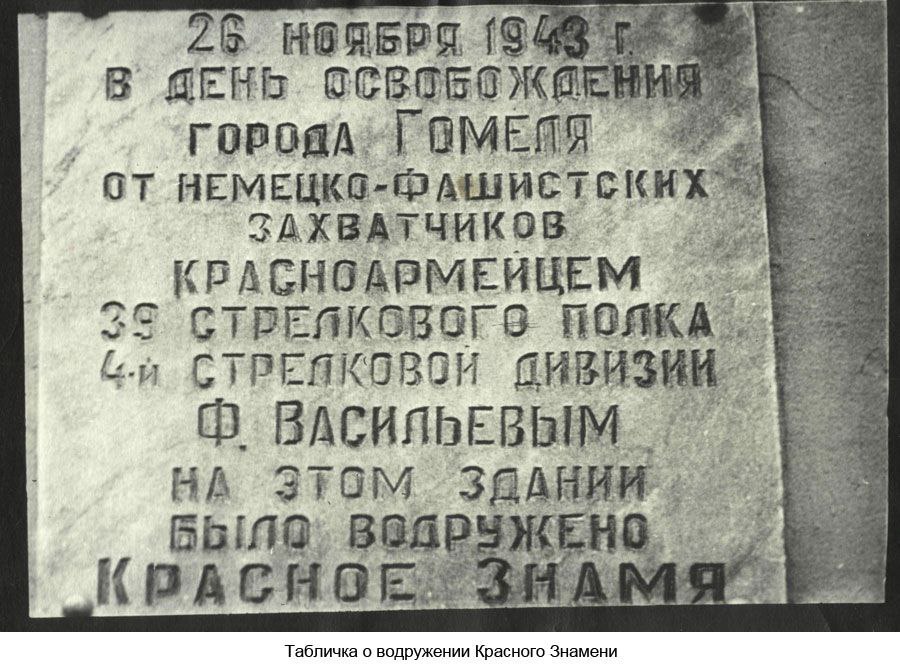 26 НОЯБРЯ 1943 Г.
В ДЕНЬ ОСВОБОЖДЕНИЯ
ГОРОДА ГОМЕЛЯ
ОТ НЕМЕЦКО-ФАШИСТСКИХ
ЗАХВАТЧИКОВ
КРАСНОАРМЕЙЦЕМ
39 СТРЕЛКОВОГО ПОЛКА
4-й СТРЕЛКОВОЙ ДИВИЗИИ
Ф. ВАСИЛЬЕВЫМ
НА ЭТОМ ЗДАНИИ
БЫЛО ВОДРУЖЕНО
КРАСНОЕ ЗНАМЯ
Табличка о водружении Красного Знамени